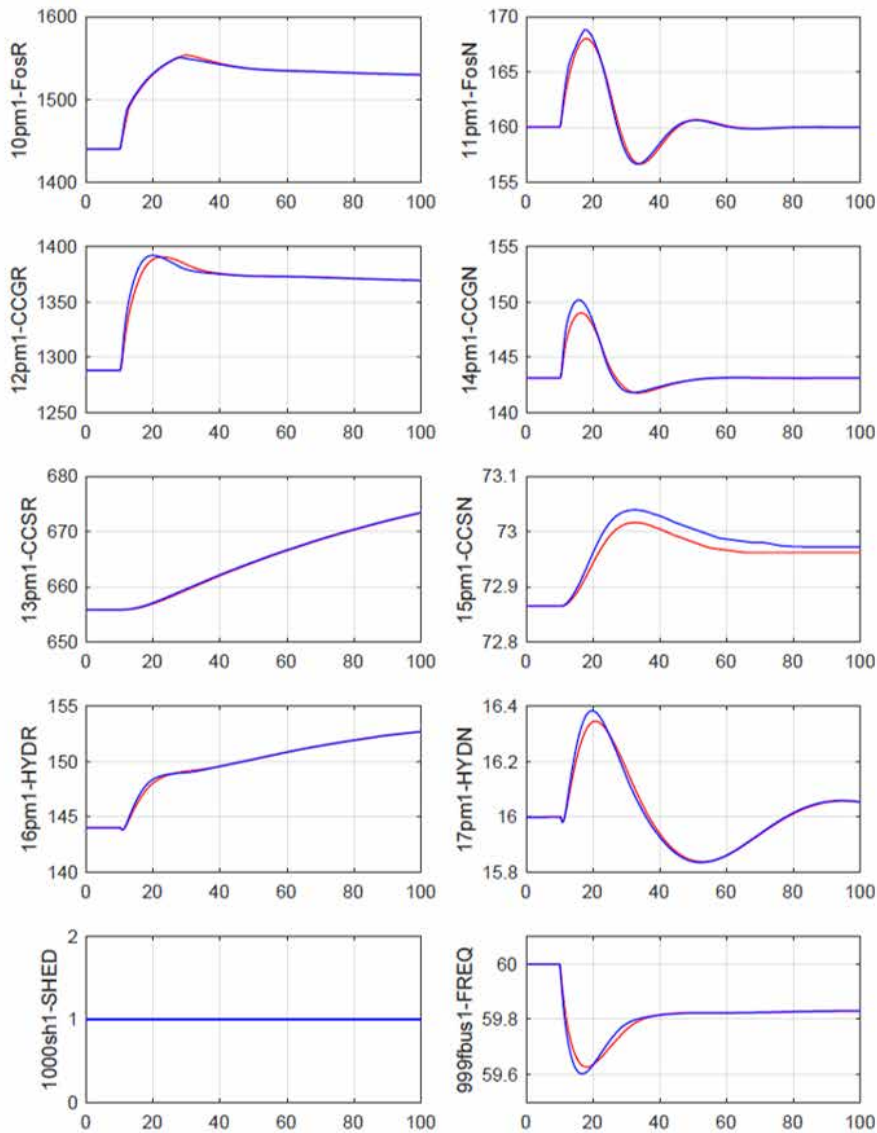 1600
1500
1400
10pm1-FosR
0 20 40 60 80 100
170
165
160
155
11pm1-FosN
0 20 40 60 80 100
1400
1350
1300
1250
12pm1-CCGR
0 20 40 60 80 100
155
150
145
140
14pm1-CCGN
0 20 40 60 80 100
680
670
660
650
13pm1-CCSR
0 20 40 60 80 100
73.1
73
72.9
72.8
15pm1-CCSN
0 20 40 60 80 100
155
150
145
140
16pm1-HYDR
0 20 40 60 80 100
16.4
16.2
16
15.8
17pm1-HYDN
0 20 40 60 80 100
2
1
0
1000sh1-SHED
0 20 40 60 80 100
60
59.8
59.6
999fbus1-FREQ
0 20 40 60 80 100